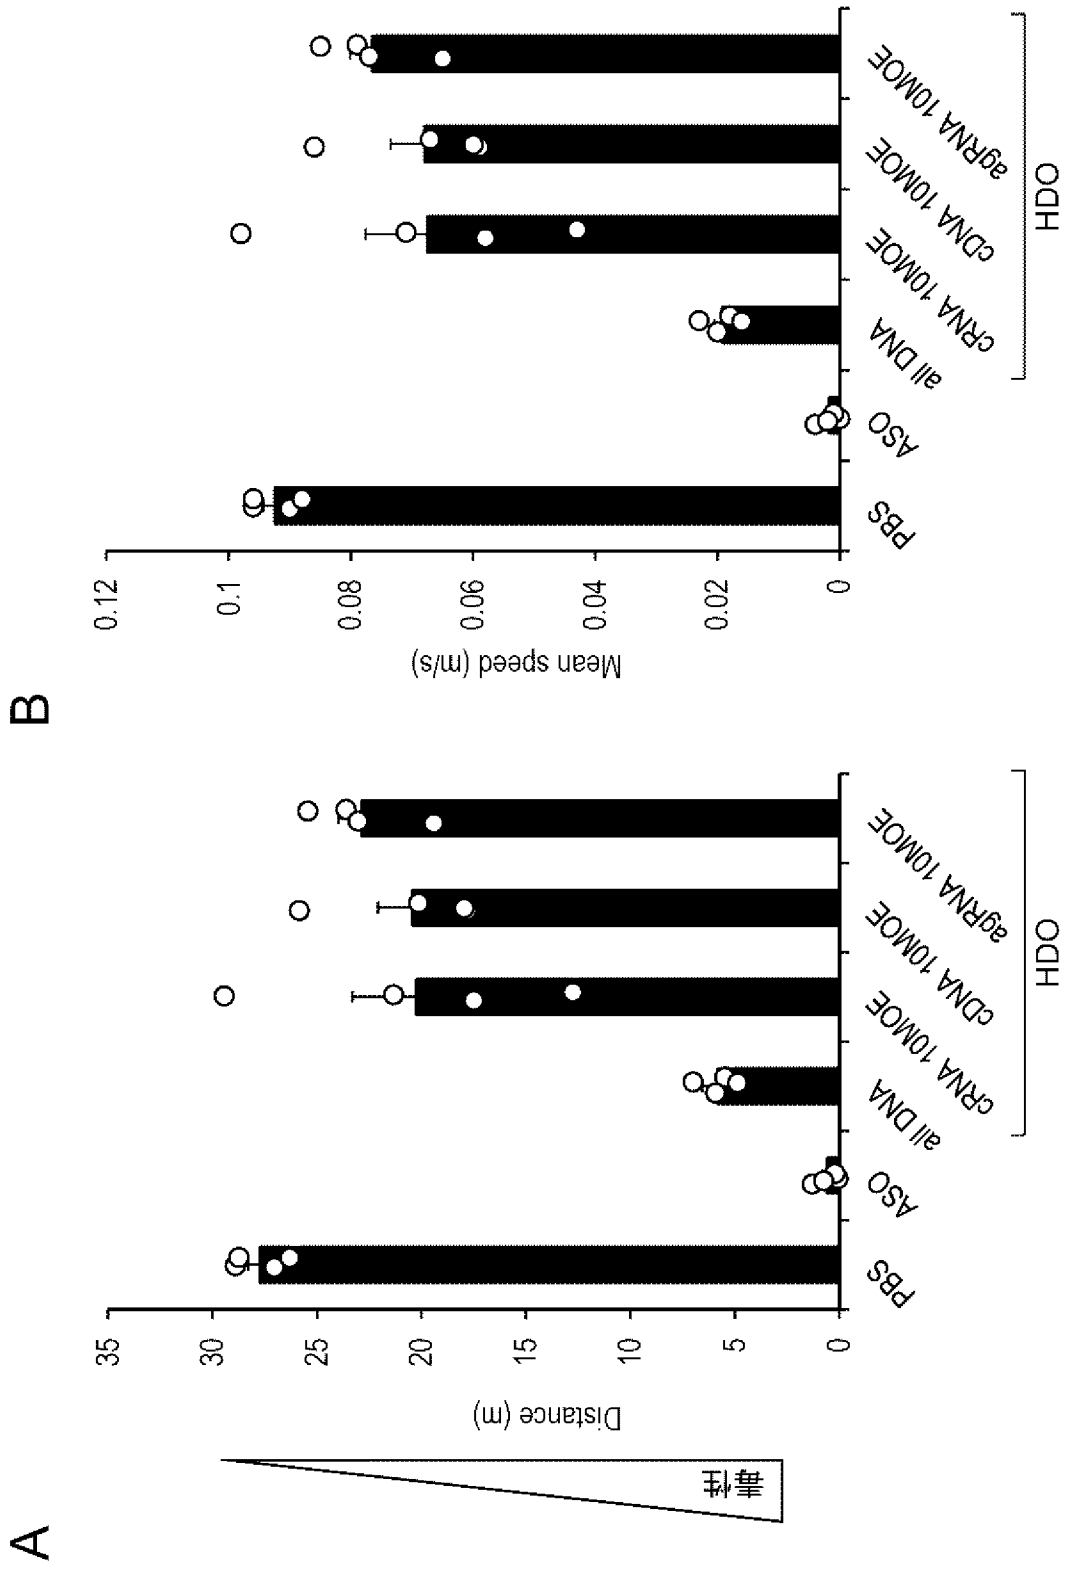 A
毒性
Distance (m)
35
30
25
20
15
10
5
0
PBS
ASO
all DNA
cRNA 10MOE
cDNA 10MOE
agRNA 10MOE
HDO
B
Mean speed (m/s)
0.12
0.1
0.08
0.06
0.04
0.02
0
PBS
ASO
all DNA
cRNA 10MOE
cDNA 10MOE
agRNA 10MOE
HDO